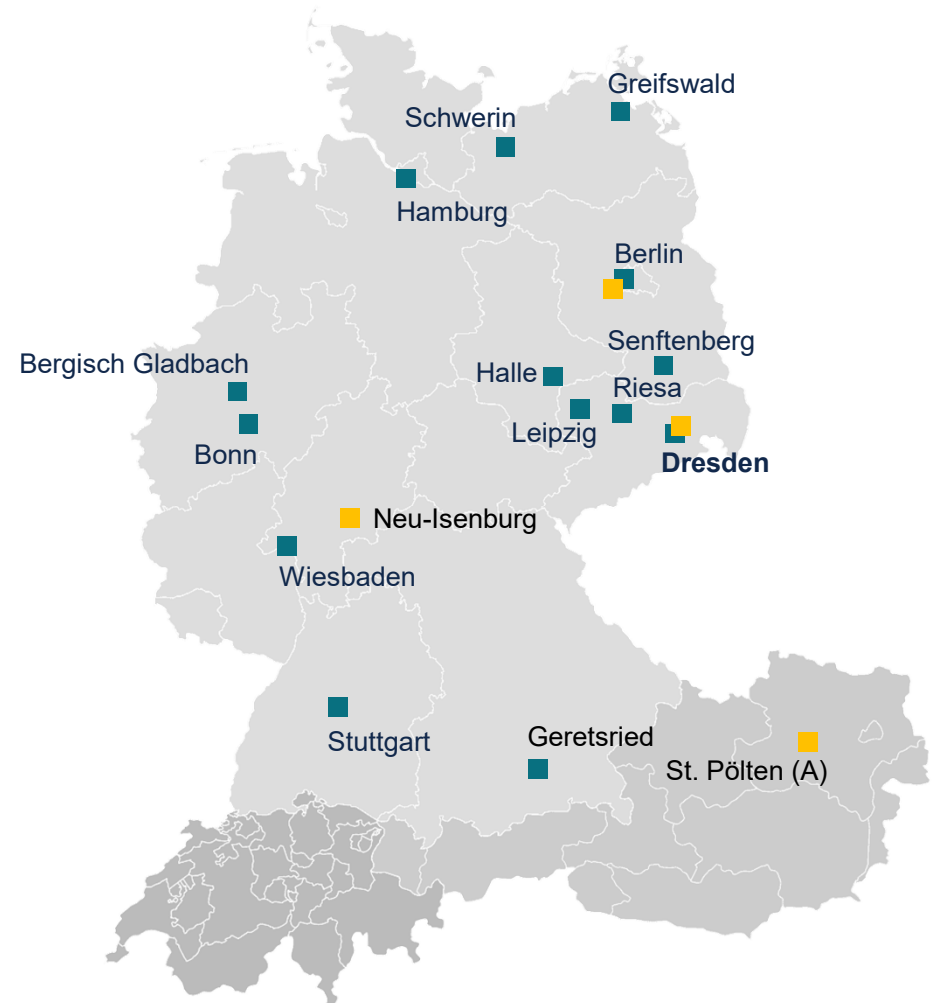 Greifswald
Schwerin
Hamburg
Berlin
Senftenberg
Bergisch Gladbach
Halle
Riesa
Leipzig
Bonn
Dresden
Neu-Isenburg
Wiesbaden
Geretsried
Stuttgart
St. Pölten (A)